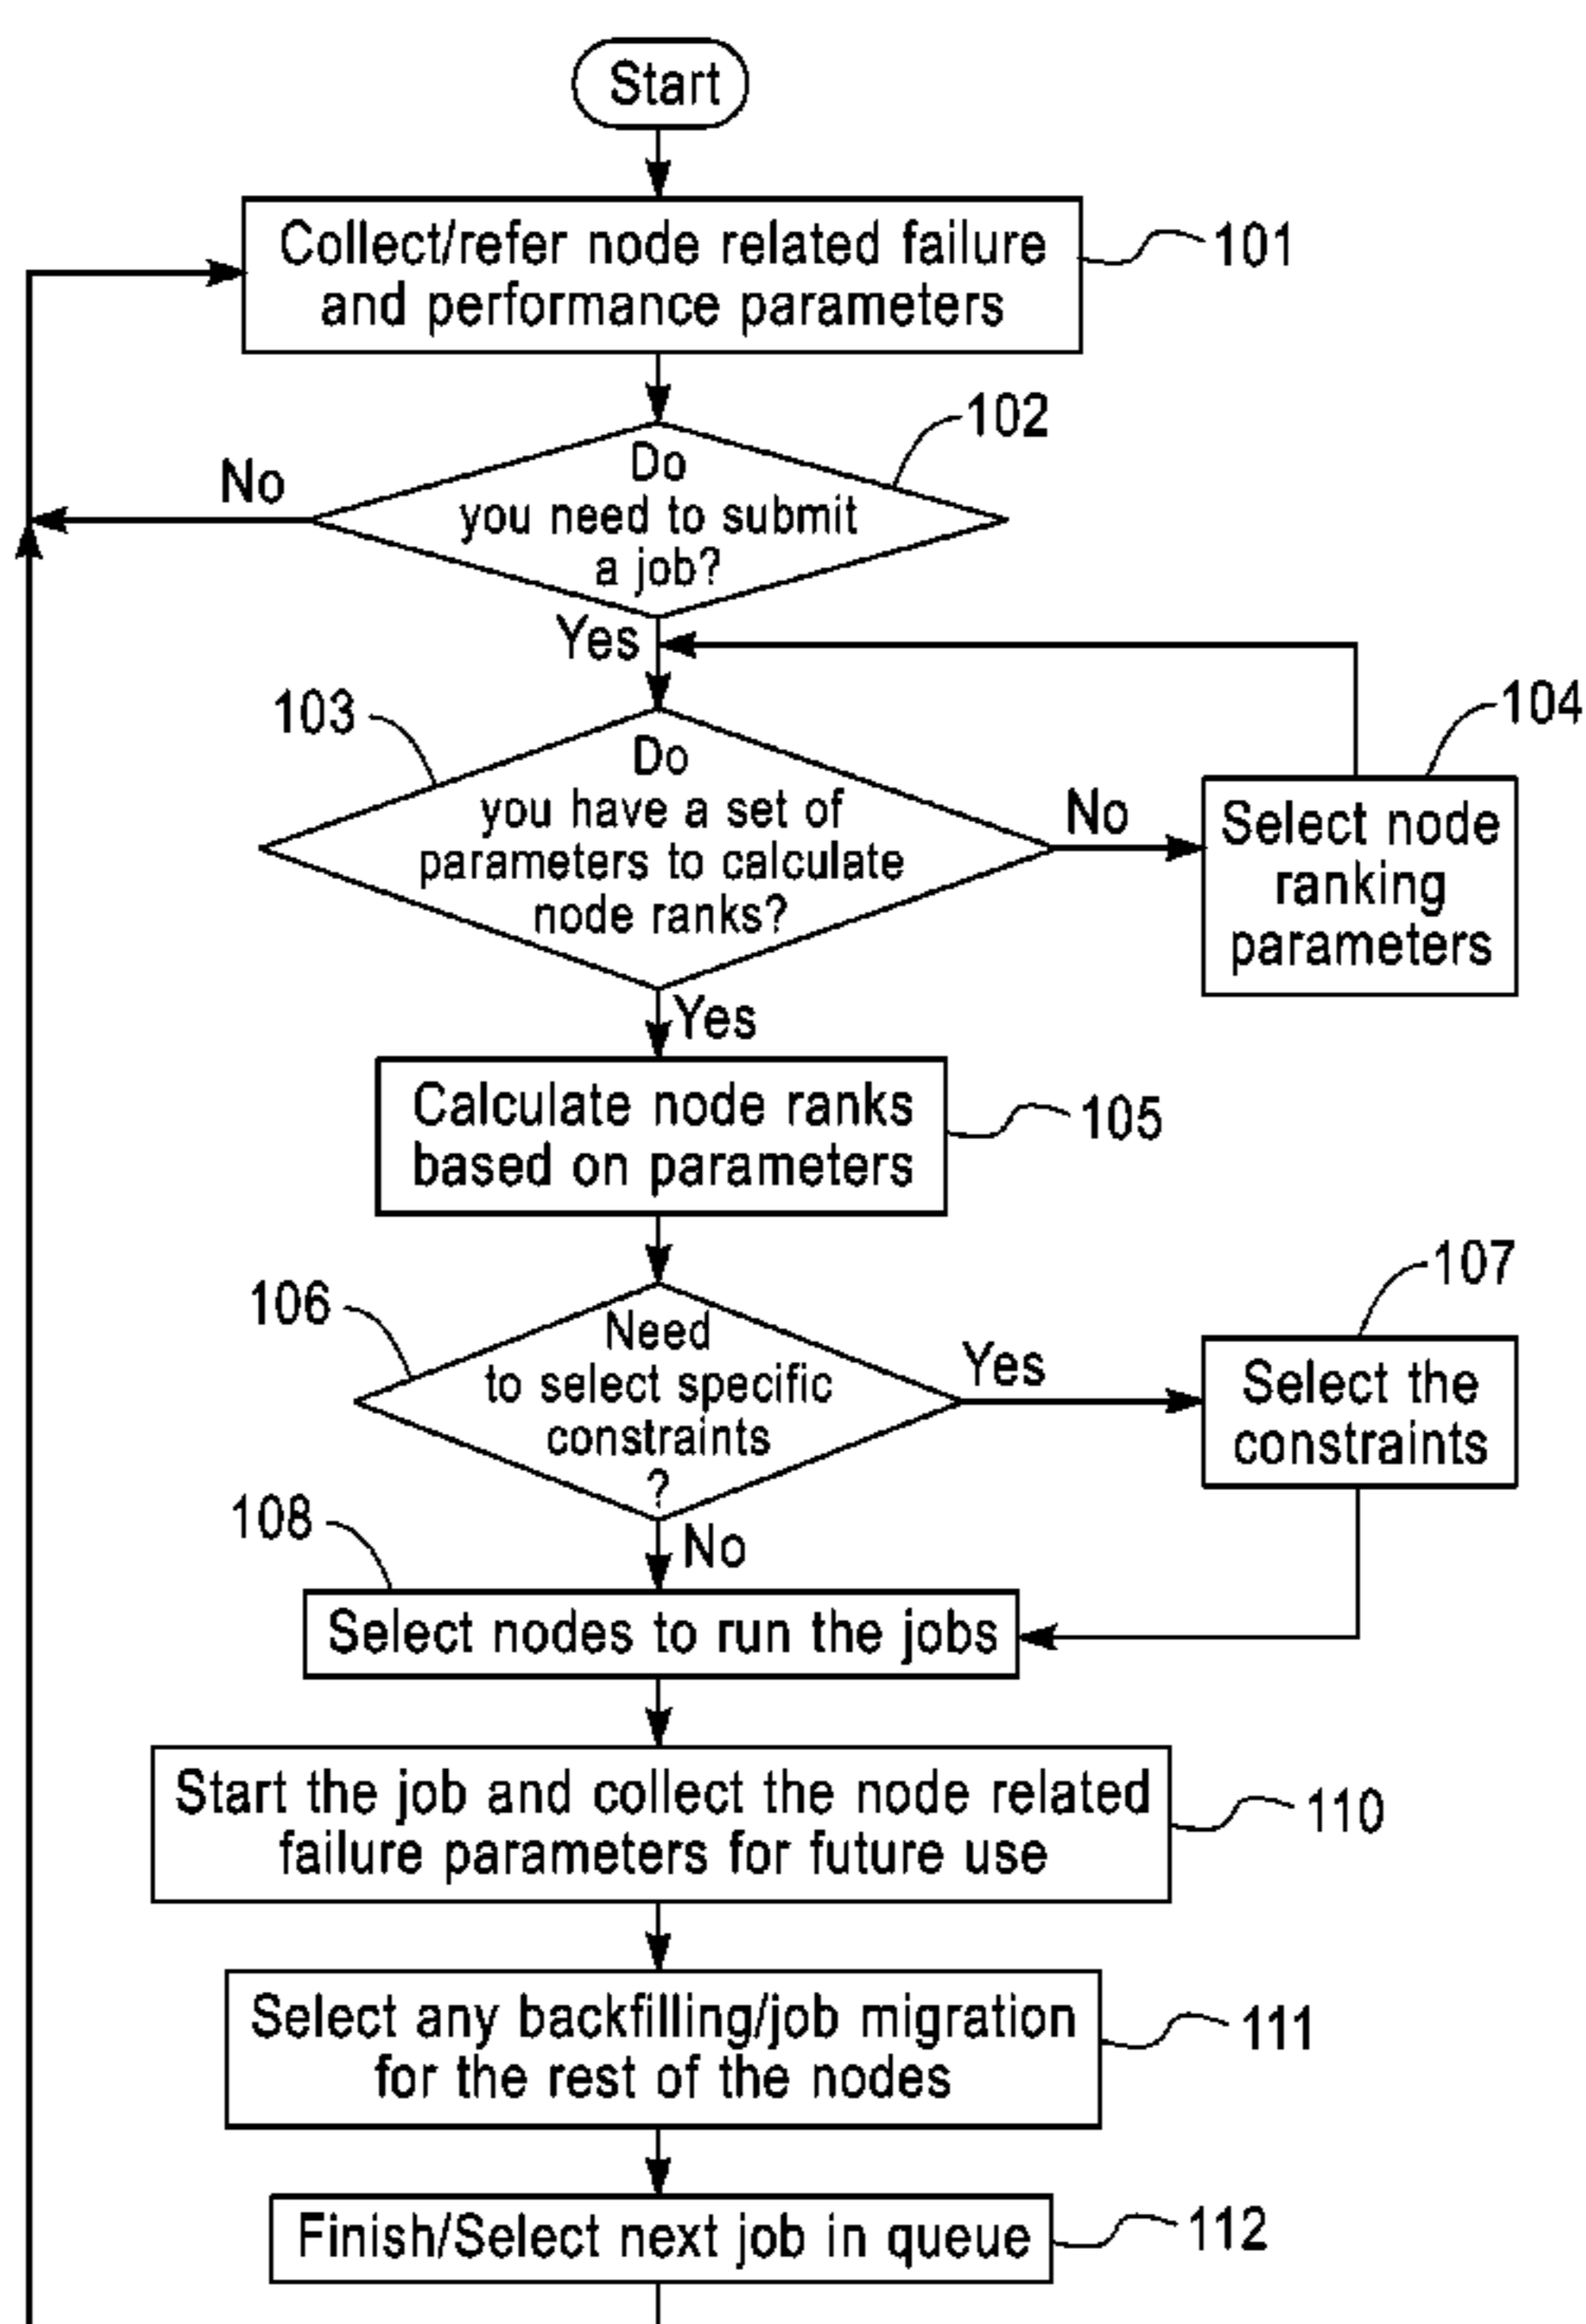 Start
Collect/refer node related failure
and performance parameters
101
102
Do
you need to submit
a job?
No
Yes
103
Do
you have a set of
parameters to calculate
node ranks?
No
104
Select node
ranking
parameters
Yes
Calculate node ranks
based on parameters
105
106
Need
to select specific
constraints
?
Yes
107
Select the
constraints
No
108
Select nodes to run the jobs
Start the job and collect the node related
failure parameters for future use
110
Select any backfilling/job migration
for the rest of the nodes
111
Finish/Select next job in queue
112